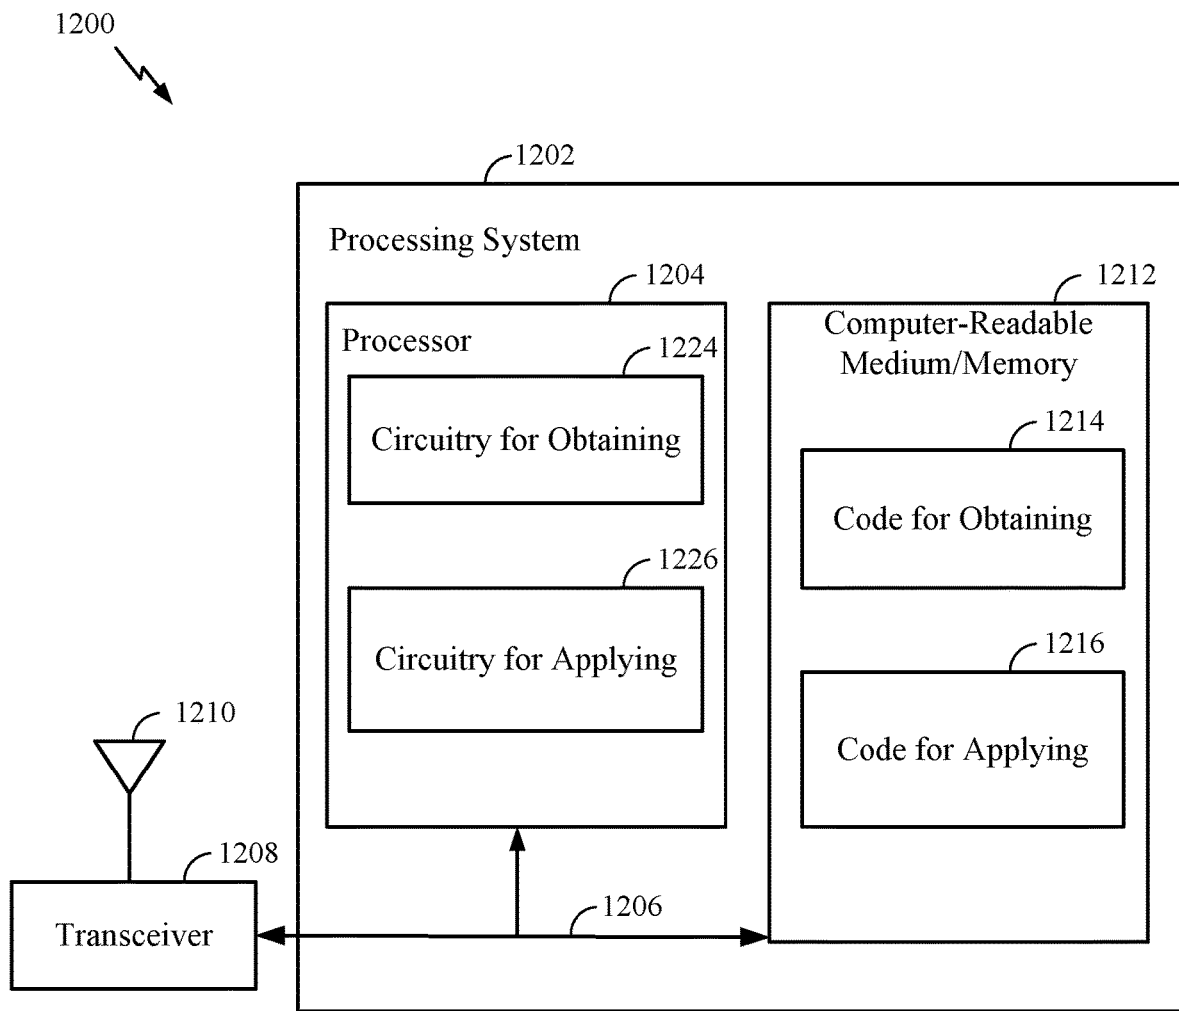 1200
1202
Processing System
1204
1212
Processor
Computer-Readable
Medium/Memory
1224
Circuitry for Obtaining
1214
Code for Obtaining
1226
Circuitry for Applying
1216
Code for Applying
1210
1208
Transceiver
1206